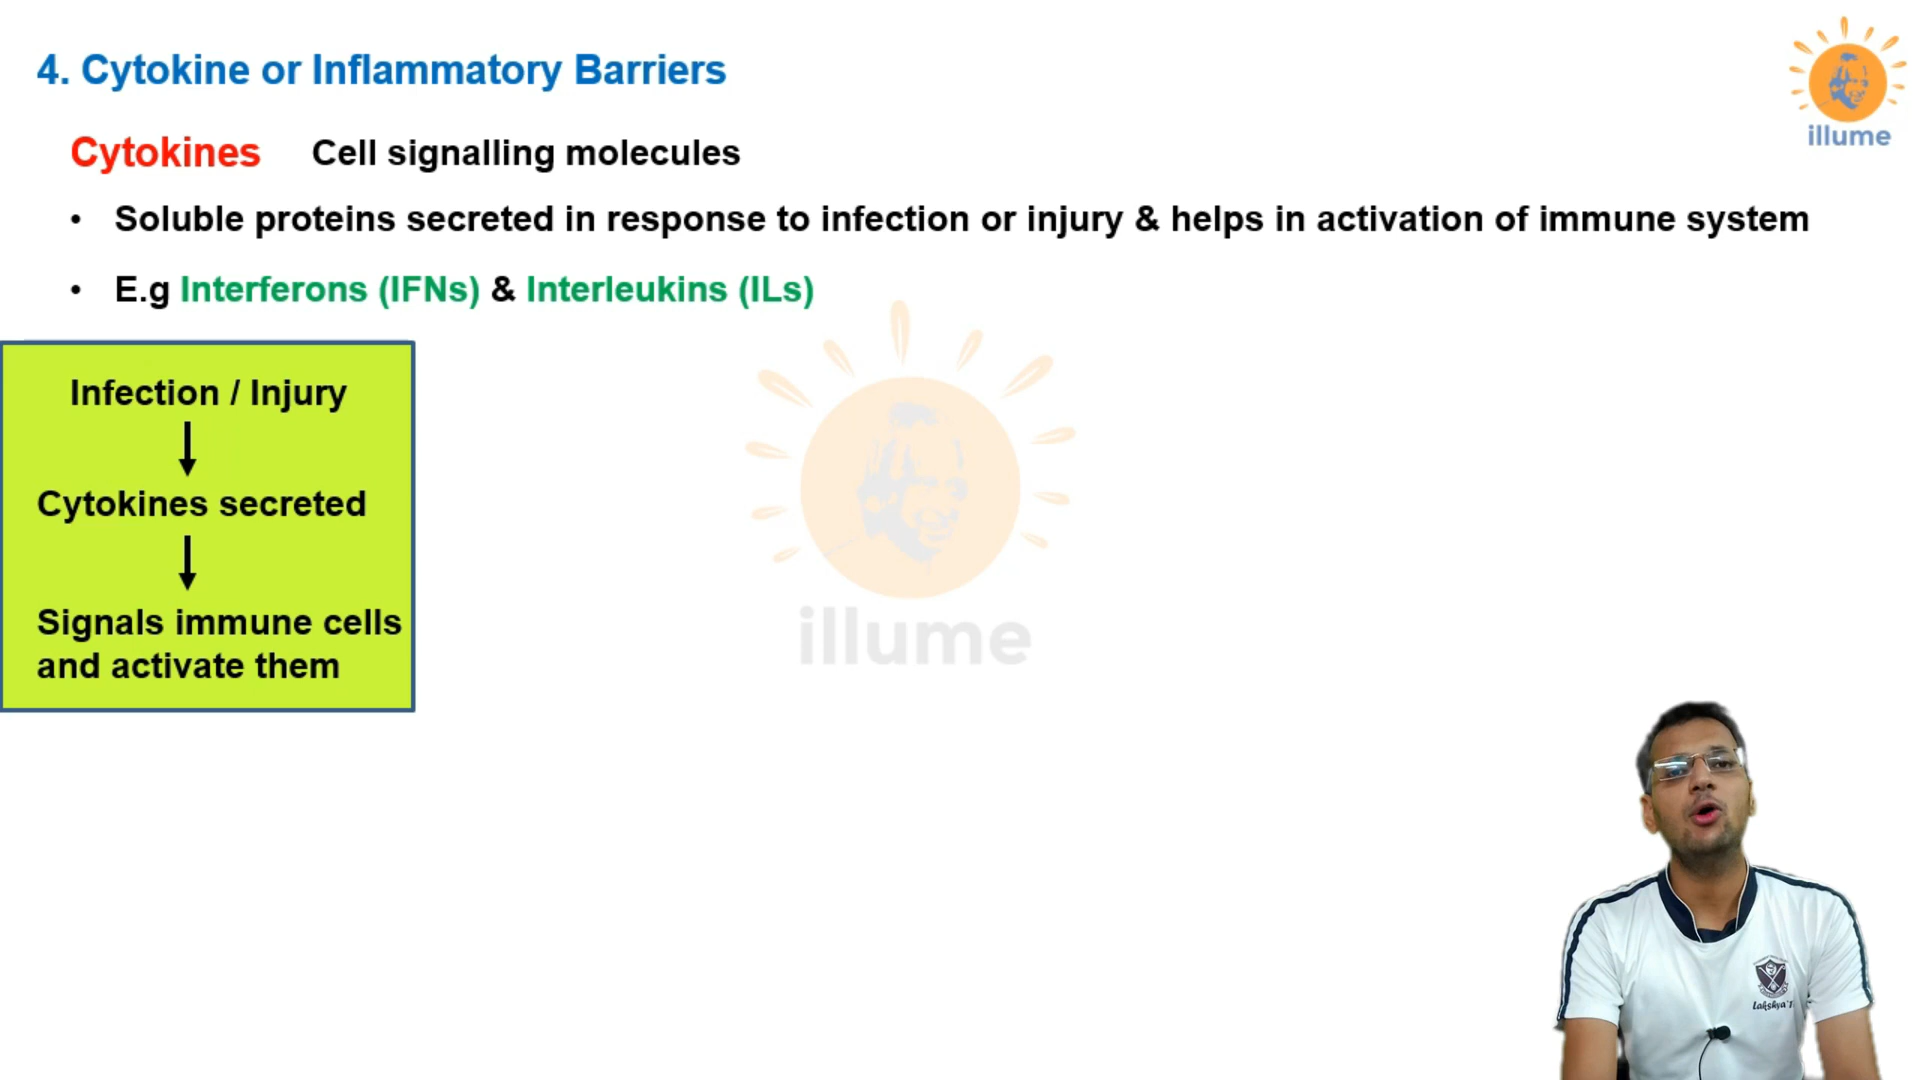 4. Cytokine or Inflammatory Barriers
illume
Cytokines Cell signalling molecules
• Soluble proteins secreted in response to infection or injury & helps in activation of immune system
• E.g Interferons (IFNs) & Interleukins (ILs)
Infection / Injury
Cytokines secreted
Signals immune cells
and activate them
illume